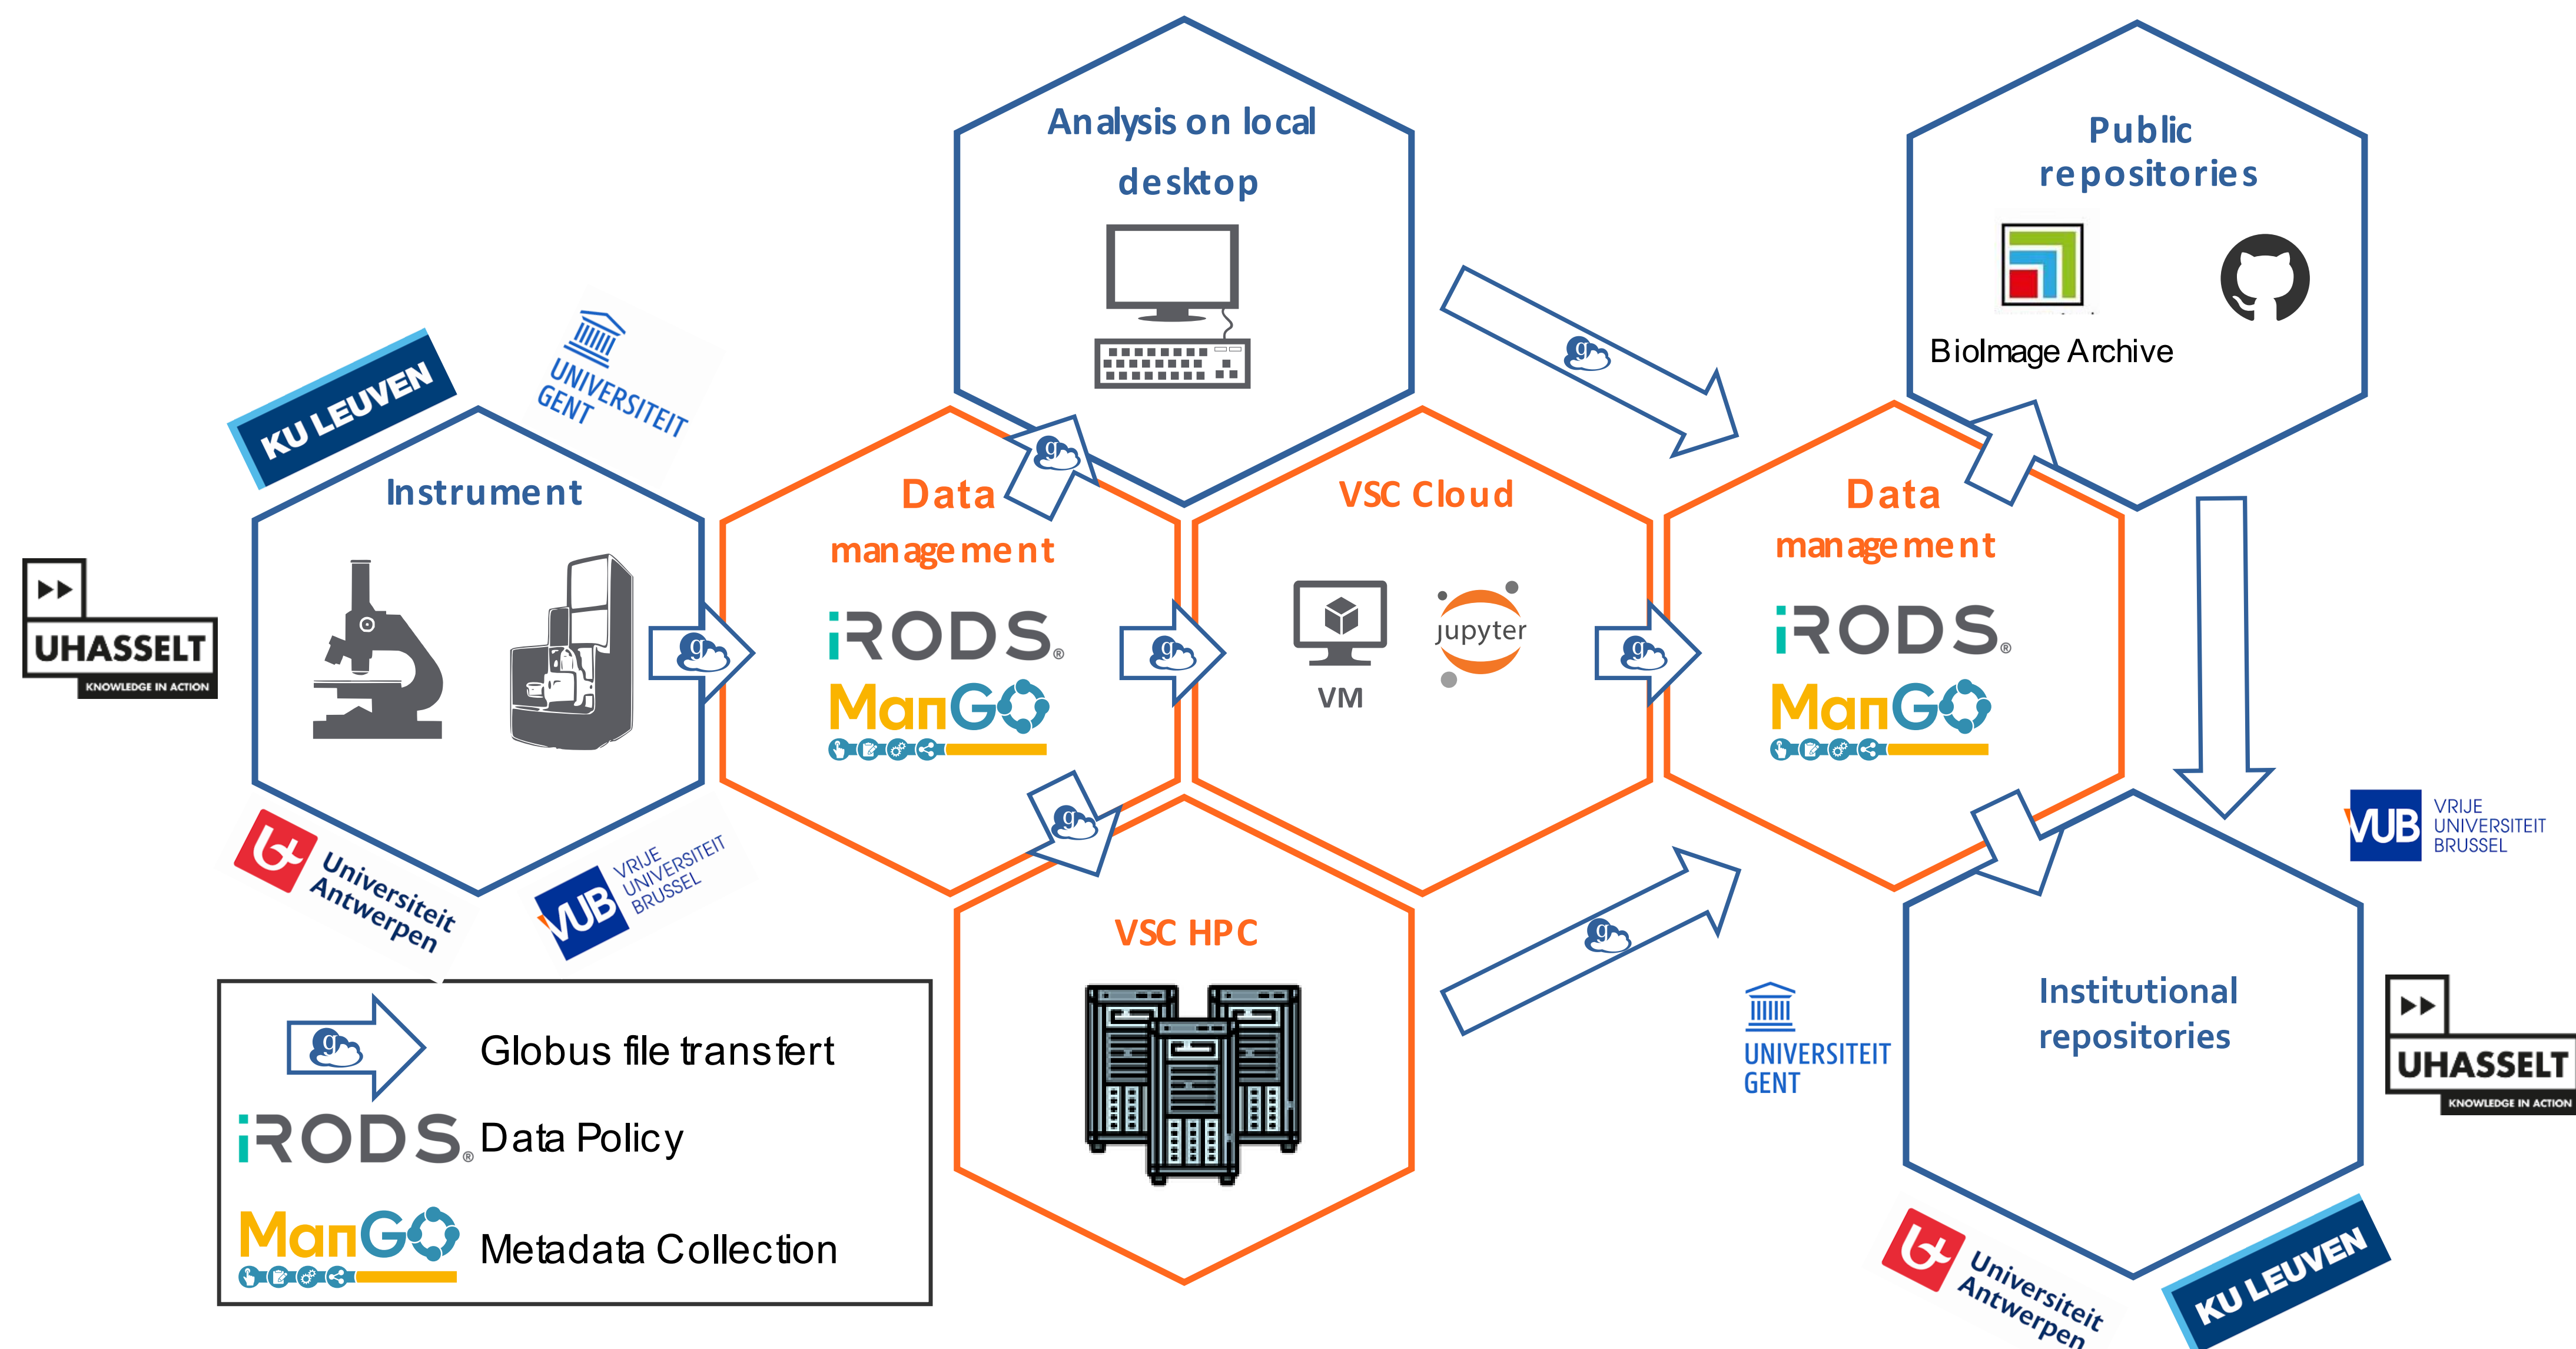 Analysis on local
desktop
Public
repositories
BioImage Archive
KU LEUVEN
UNIVERSITEIT
GENT
Instrument
Data
management
iRODS®
ManGO
VSC Cloud
VM
jupyter
Data
management
iRODS®
ManGO
UHASSELT
KNOWLEDGE IN ACTION
Universiteit
Antwerpen
VUB
VRIJE
UNIVERSITEIT
BRUSSEL
VSC HPC
VUB
VRIJE
UNIVERSITEIT
BRUSSEL
UNIVERSITEIT
GENT
Institutional
repositories
UHASSELT
KNOWLEDGE IN ACTION
Universiteit
Antwerpen
KU LEUVEN
g
Globus file transfert
iRODS®
Data Policy
ManGO
Metadata Collection